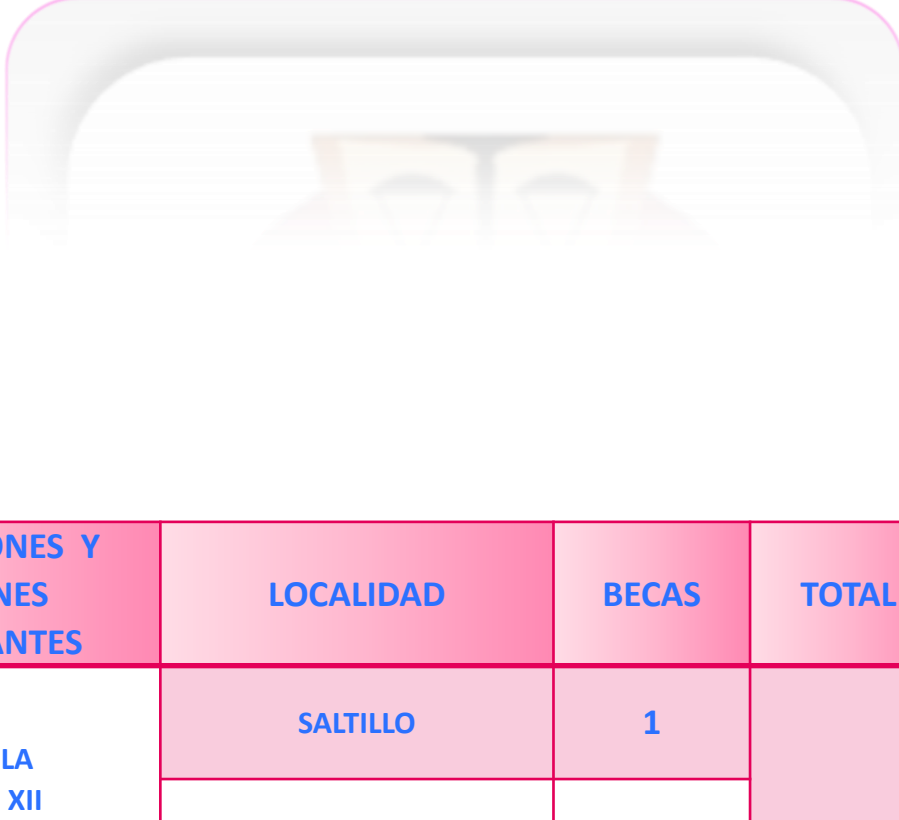 ONES Y
NES
ANTES
LOCALIDAD
BECAS
TOTAL
LA
XII
SALTILLO
1